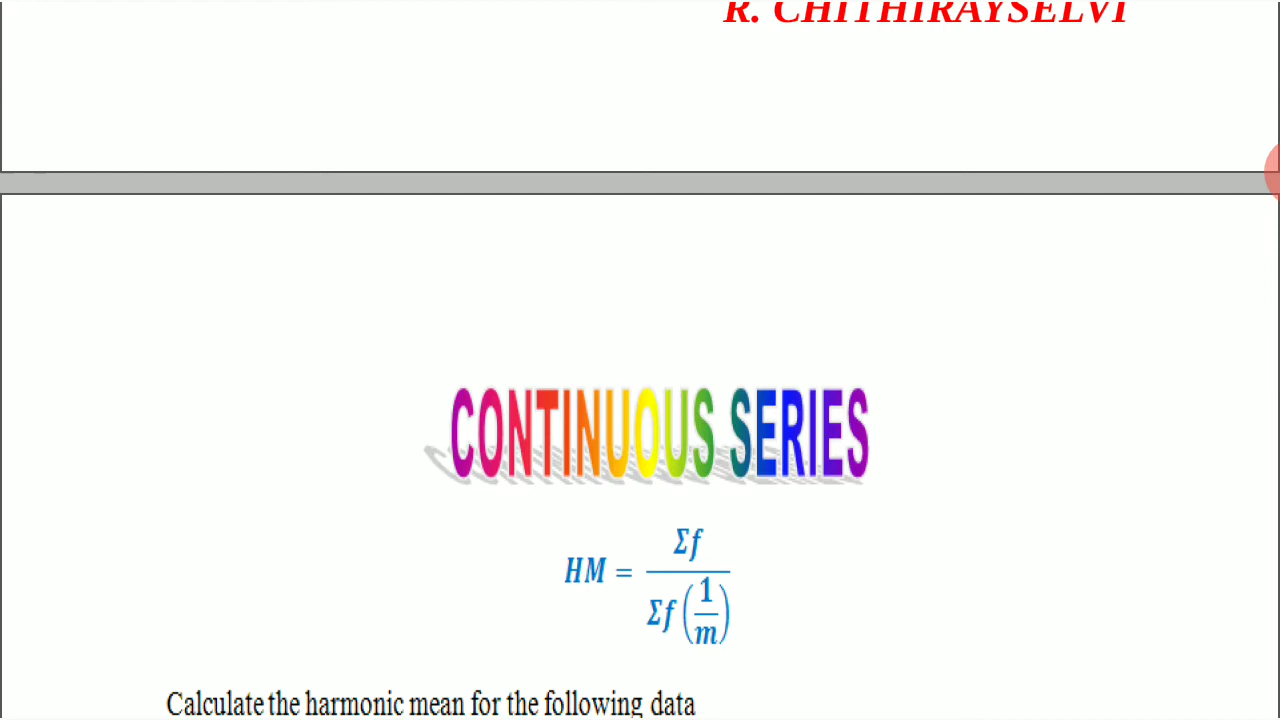 R. CHITHIRAYSELVI
CONTINUOUS SERIES
HM = Σf / Σf(1/m)
Calculate the harmonic mean for the following data